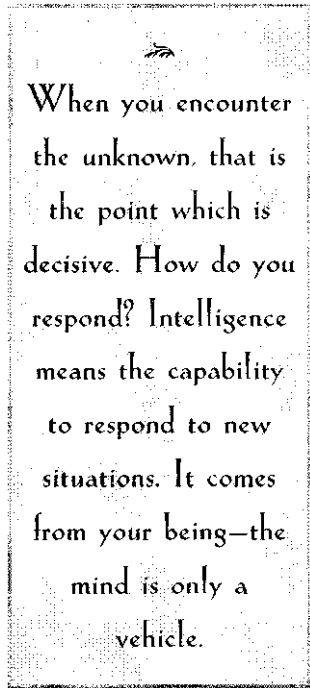 When you encounter
the unknown, that is
the point which is
decisive. How do you
respond? Intelligence
means the capability
to respond to new
situations. It comes
from your being—the
mind is only a
vehicle.